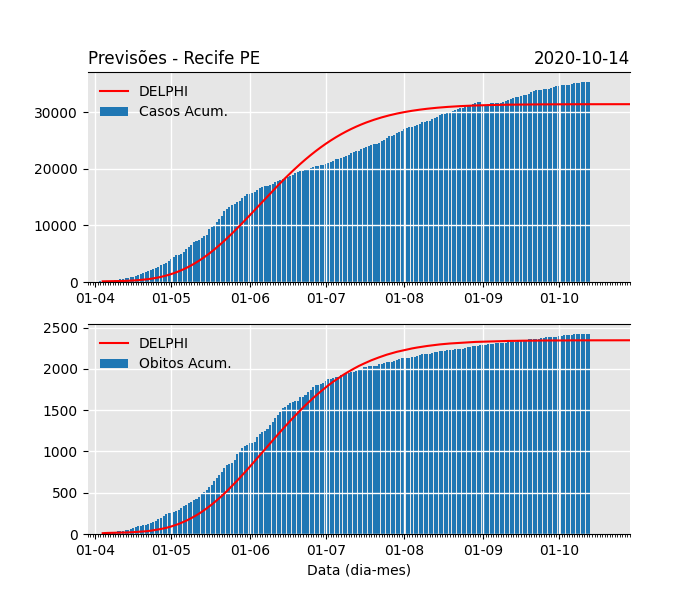 Previsões - Recife PE 2020-10-14
DELPHI
Casos Acum.
30000
20000
10000
0
01-04 01-05 01-06 01-07 01-08 01-09 01-10
DELPHI
Obitos Acum.
2500
2000
1500
1000
500
0
01-04 01-05 01-06 01-07 01-08 01-09 01-10
Data (dia-mes)